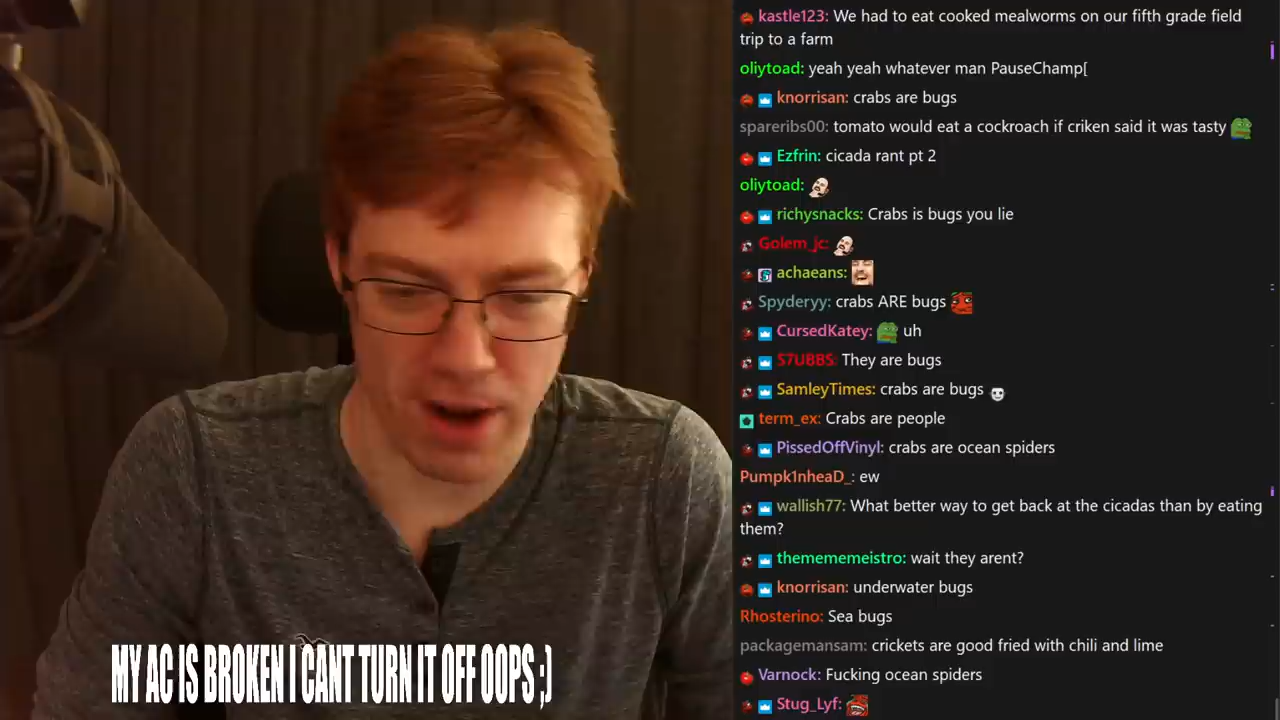 kastle123: We had to eat cooked mealworms on our fifth grade field
trip to a farm
oliytoad: yeah yeah whatever man PauseChamp[
knorrisan: crabs are bugs
spareribs00: tomato would eat a cockroach if criken said it was tasty
Ezfrin: cicada rant pt 2
oliytoad:
richysnacks: Crabs is bugs you lie
Golem_jc:
achaeans:
Spyderyy: crabs ARE bugs
CursedKatey: uh
S7UBBS: They are bugs
SamleyTimes: crabs are bugs
term_ex: Crabs are people
PissedOffVinyl: crabs are ocean spiders
Pumpk1nheaD_: ew
wallish77: What better way to get back at the cicadas than by eating
them?
thememememeistro: wait they arent?
knorrisan: underwater bugs
Rhosterino: Sea bugs
packagemansam: crickets are good fried with chili and lime
Varnock: Fucking ocean spiders
Stug_Lyf:
MY AC IS BROKEN I CANT TURN IT OFF OOPS ;)